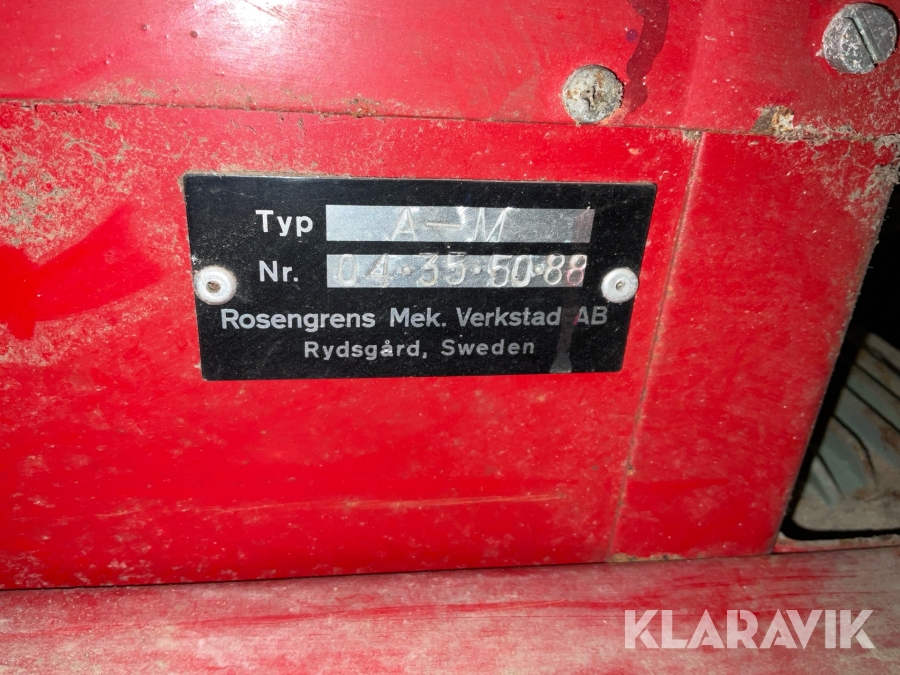 Typ A-M
Nr. 04·35·50·88
Rosengrens Mek. Verkstad AB
Rydsgård, Sweden
KLARAVIK